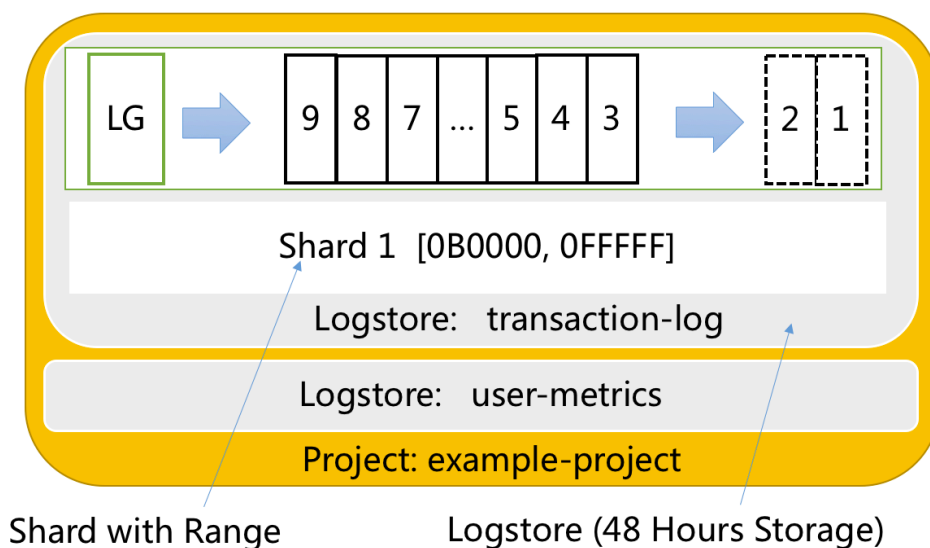 LG 9 8 7 ... 5 4 3 2 1
Shard 1 [0B0000, 0FFFFF]
Logstore: transaction-log
Logstore: user-metrics
Project: example-project
Shard with Range
Logstore (48 Hours Storage)